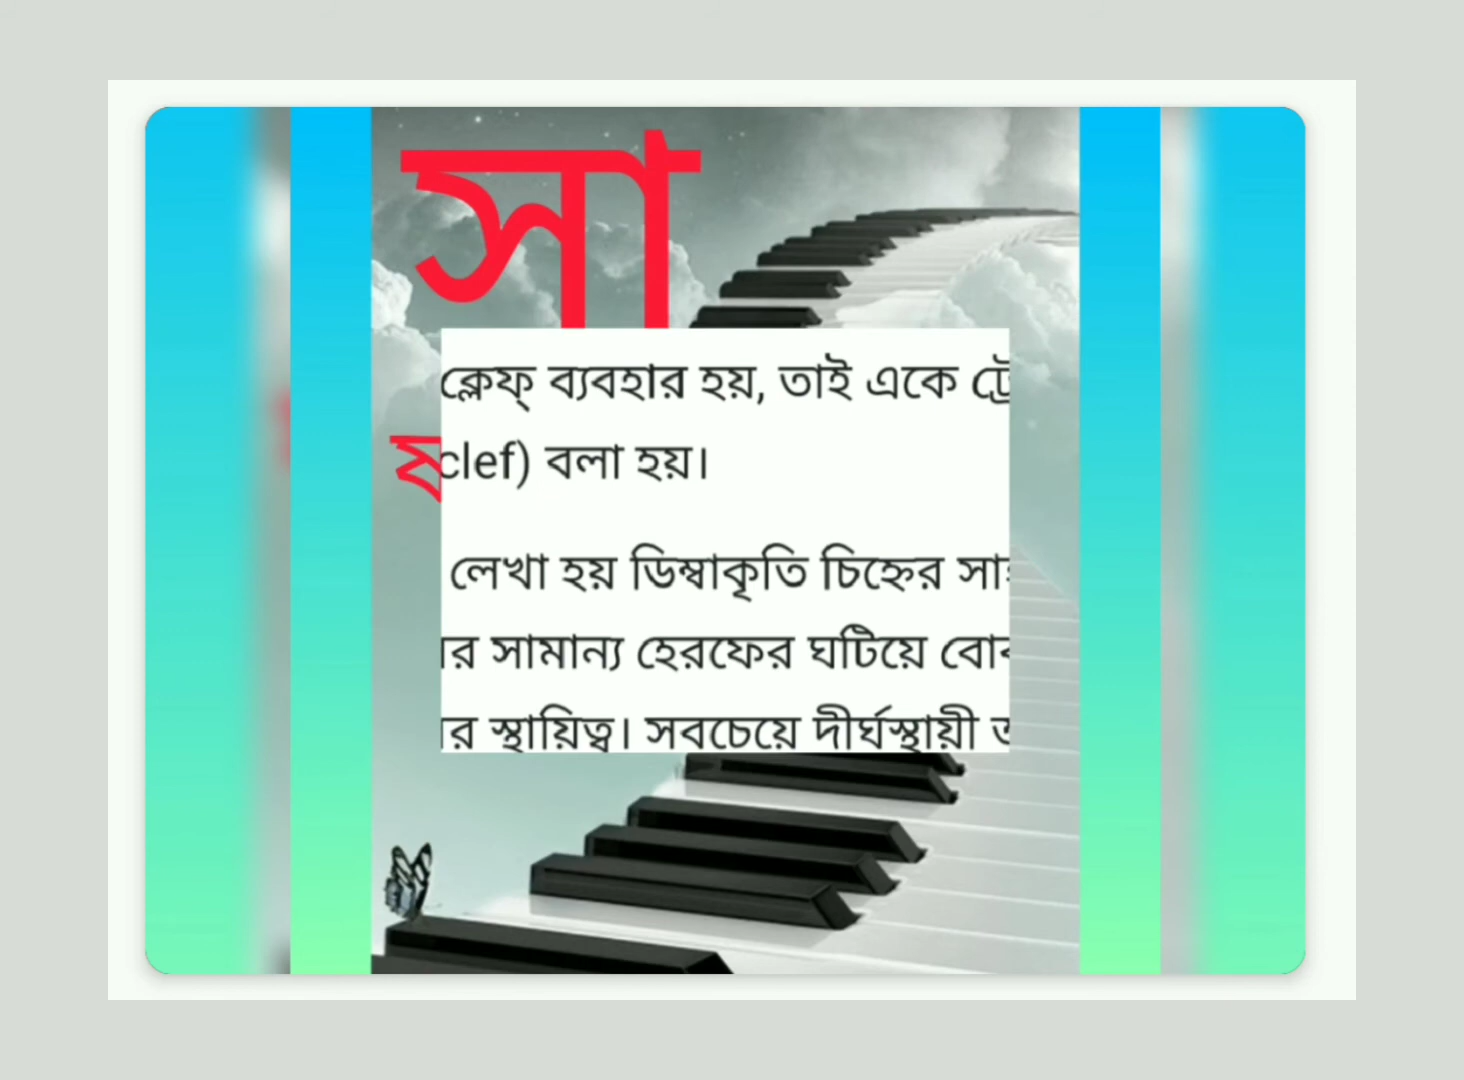 সা
ক্লেফ্ ব্যবহার হয়, তাই একে
clef) বলা হয়।
লেখা হয় ডিম্বাকৃতি চিহ্নের
সামান্য হেরফের ঘটিয়ে
স্থায়িত্ব। সবচেয়ে দীর্ঘস্থায়ী